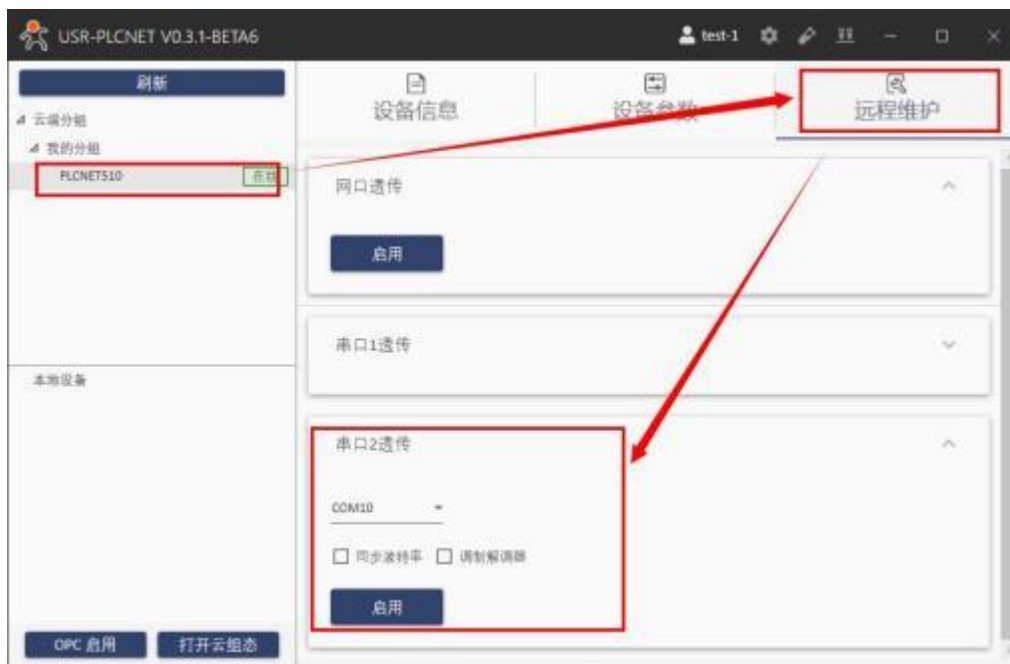 USR-PLCNET V0.3.1-BETA6
test-1
刷新
设备信息
设备参数
远程维护
云端分组
我的分组
PLCNET510
在线
网口透传
启用
串口1透传
本地设备
串口2透传
COM10
同步波特率
调制解调器
启用
OPC 启用
打开云组态